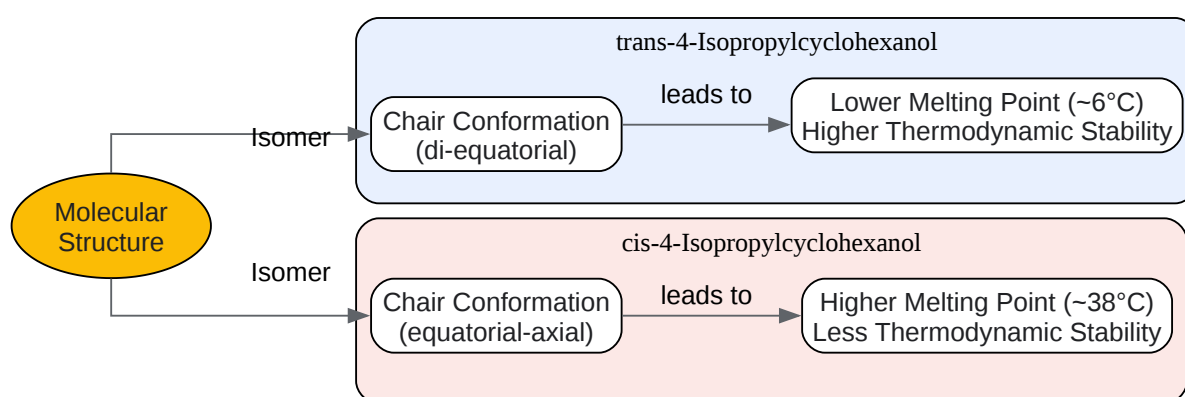 trans-4-Isopropylcyclohexanol
leads to
Lower Melting Point (~6°C)
Higher Thermodynamic Stability
Chair Conformation
(di-equatorial)
Isomer
Molecular
Structure
cis-4-Isopropylcyclohexanol
Isomer
Chair Conformation
(equatorial-axial)
leads to
Higher Melting Point (~38°C)
Less Thermodynamic Stability